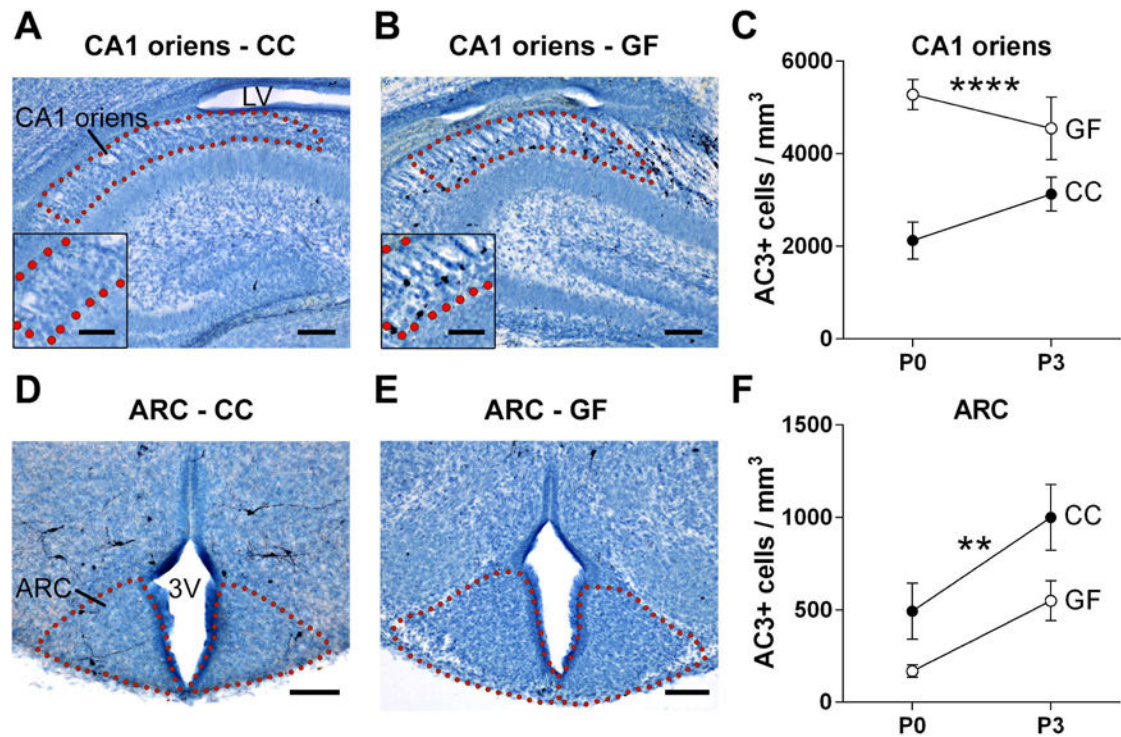 A
CA1 oriens - CC
LV
CA1 oriens
B
CA1 oriens - GF
C
CA1 oriens
6000
4000
2000
0
AC3+ cells / mm3
****
GF
CC
P0
P3
D
ARC - CC
ARC
3V
E
ARC - GF
F
ARC
1500
1000
500
0
AC3+ cells / mm3
**
CC
GF
P0
P3